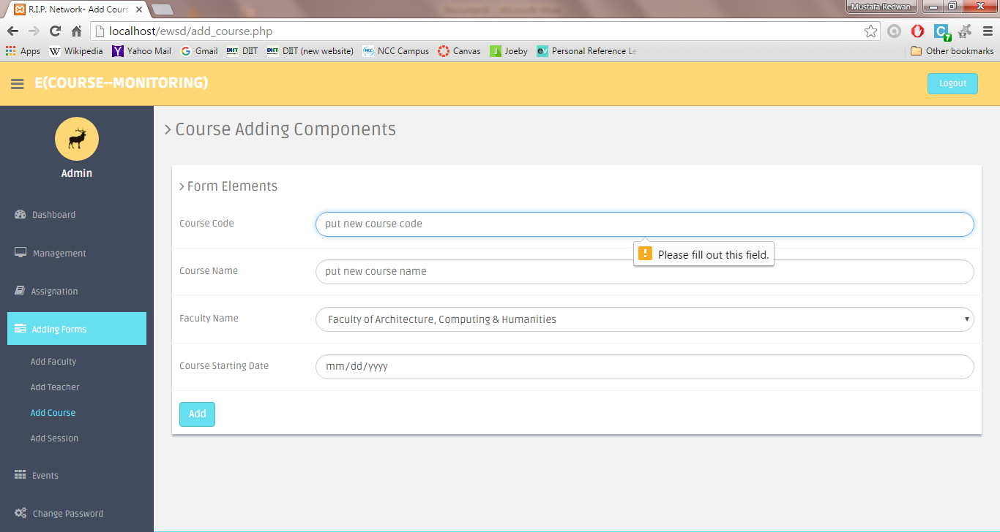 R.I.P. Network- Add Cours
Mustafa Redwan
localhost/ewsd/add_course.php
7
Apps Wikipedia Yahoo Mail Gmail DIIT DIIT (new website) NCC Campus Canvas Joeby Personal Reference Le Other bookmarks
E(COURSE--MONITORING)
Logout
Admin
Dashboard
Management
Assignation
Adding Forms
Add Faculty
Add Teacher
Add Course
Add Session
Events
Change Password
Course Adding Components
Form Elements
Course Code put new course code
Please fill out this field.
Course Name put new course name
Faculty Name Faculty of Architecture, Computing & Humanities
Course Starting Date mm/dd/yyyy
Add